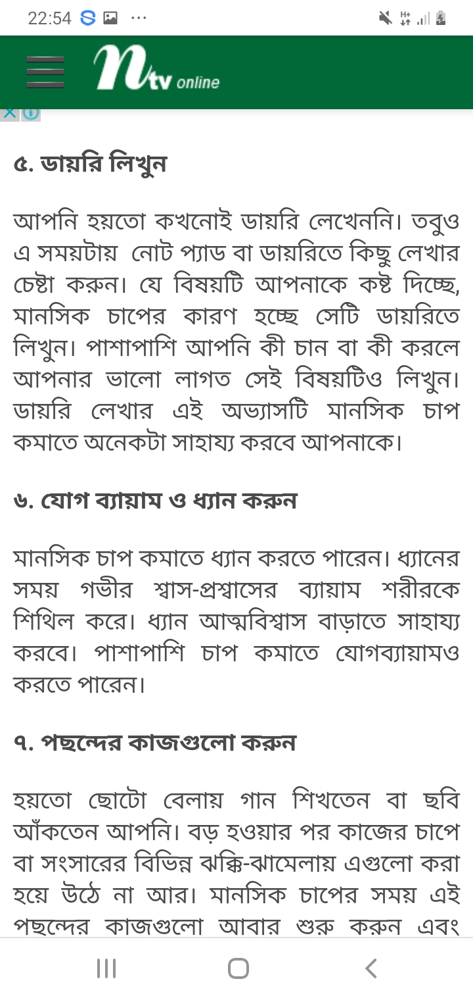 22:54
ntv online
৫. ডায়রি লিখুন
আপনি হয়তো কখনোই ডায়রি লেখেননি। তবুও
এ সময়টায় নোট প্যাড বা ডায়রিতে কিছু লেখার
চেষ্টা করুন। যে বিষয়টি আপনাকে কষ্ট দিচ্ছে,
মানসিক চাপের কারণ হচ্ছে সেটি ডায়রিতে
লিখুন। পাশাপাশি আপনি কী চান বা কী করলে
আপনার ভালো লাগত সেই বিষয়টিও লিখুন।
ডায়রি লেখার এই অভ্যাসটি মানসিক চাপ
কমাতে অনেকটা সাহায্য করবে আপনাকে।
৬. যোগ ব্যায়াম ও ধ্যান করুন
মানসিক চাপ কমাতে ধ্যান করতে পারেন। ধ্যানের
সময় গভীর শ্বাস-প্রশ্বাসের ব্যায়াম শরীরকে
শিথিল করে। ধ্যান আত্মবিশ্বাস বাড়াতে সাহায্য
করবে। পাশাপাশি চাপ কমাতে যোগব্যায়ামও
করতে পারেন।
৭. পছন্দের কাজগুলো করুন
হয়তো ছোটো বেলায় গান শিখতেন বা ছবি
আঁকতেন আপনি। বড় হওয়ার পর কাজের চাপে
বা সংসারের বিভিন্ন ঝক্কি-ঝামেলায় এগুলো করা
হয়ে উঠে না আর। মানসিক চাপের সময় এই
পছন্দের কাজগুলো আবার শুরু করুন এবং